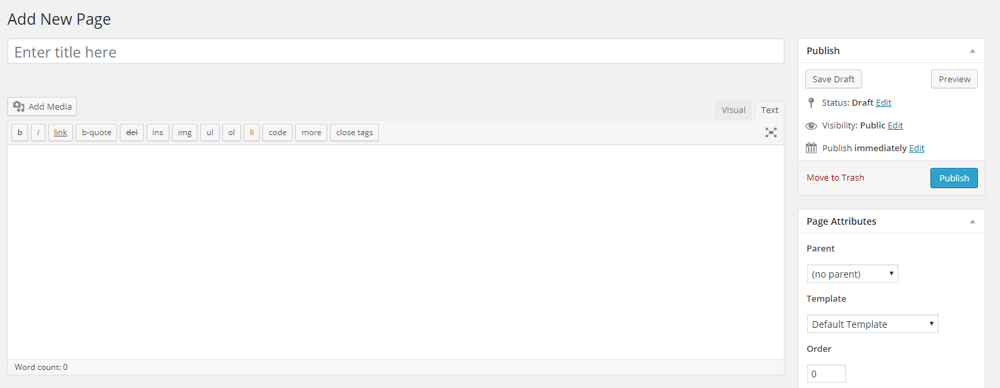 Add New Page
Enter title here
Add Media
Visual Text
b i link b-quote del ins img ul ol li code more close tags
Word count: 0
Publish
Save Draft Preview
Status: Draft Edit
Visibility: Public Edit
Publish immediately Edit
Move to Trash Publish
Page Attributes
Parent
(no parent)
Template
Default Template
Order
0